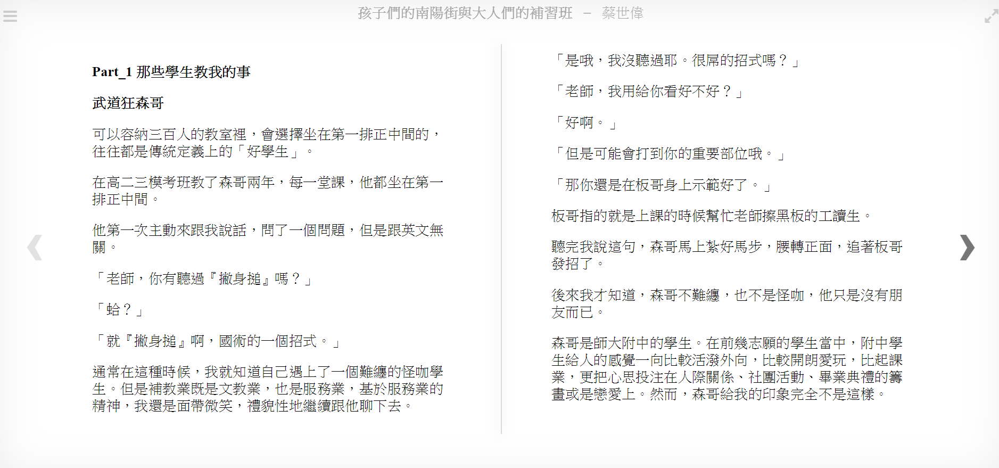 孩子們的南陽街與大人們的補習班 – 蔡世偉
Part_1 那些學生教我的事
武道狂森哥
可以容納三百人的教室裡，會選擇坐在第一排正中間的，
往往都是傳統定義上的「好學生」。
在高二三模考班教了森哥兩年，每一堂課，他都坐在第一
排正中間。
他第一次主動來跟我說話，問了一個問題，但是跟英文無
關。
「老師，你有聽過『撇身搥』嗎？」
「蛤？」
「就『撇身搥』啊，國術的一個招式。」
通常在這種時候，我就知道自己遇上了一個難纏的怪咖學
生。但是補教業既是文教業，也是服務業，基於服務業的
精神，我還是面帶微笑，禮貌性地繼續跟他聊下去。
「是哦，我沒聽過耶。很屌的招式嗎？」
「老師，我用給你看好不好？」
「好啊。」
「但是可能會打到你的重要部位哦。」
「那你還是在板哥身上示範好了。」
板哥指的就是上課的時候幫忙老師擦黑板的工讀生。
聽完我說這句，森哥馬上紮好馬步，腰轉正面，追著板哥
發招了。
後來我才知道，森哥不難纏，也不是怪咖，他只是沒有朋
友而已。
森哥是師大附中的學生。在前幾志願的學生當中，附中學
生給人的感覺一向比較活潑外向，比較開朗愛玩，比起課
業，更把心思投注在人際關係、社團活動、畢業典禮的籌
畫或是戀愛上。然而，森哥給我的印象完全不是這樣。